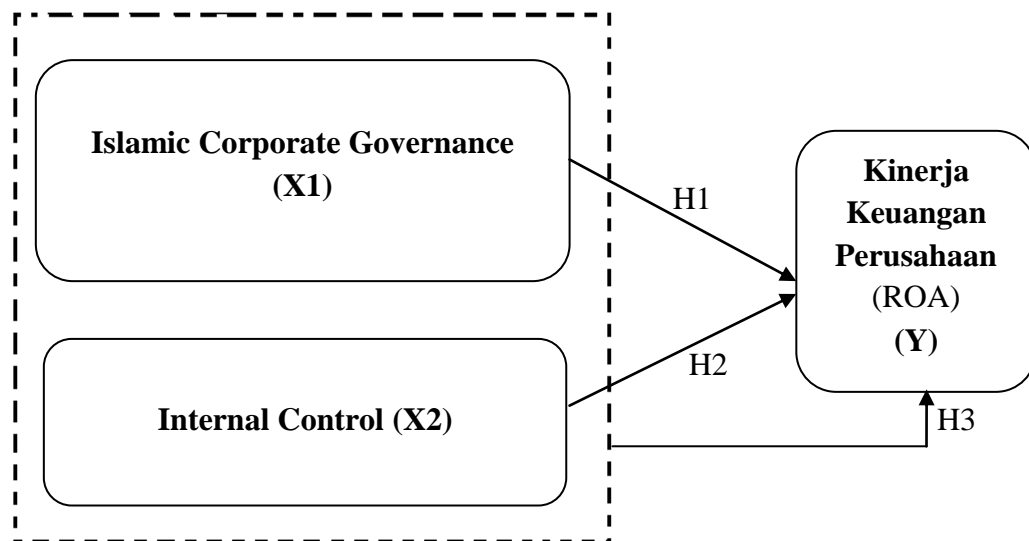 Islamic Corporate Governance
(X1)
H1
Kinerja
Keuangan
Perusahaan
(ROA)
(Y)
Internal Control (X2)
H2
H3